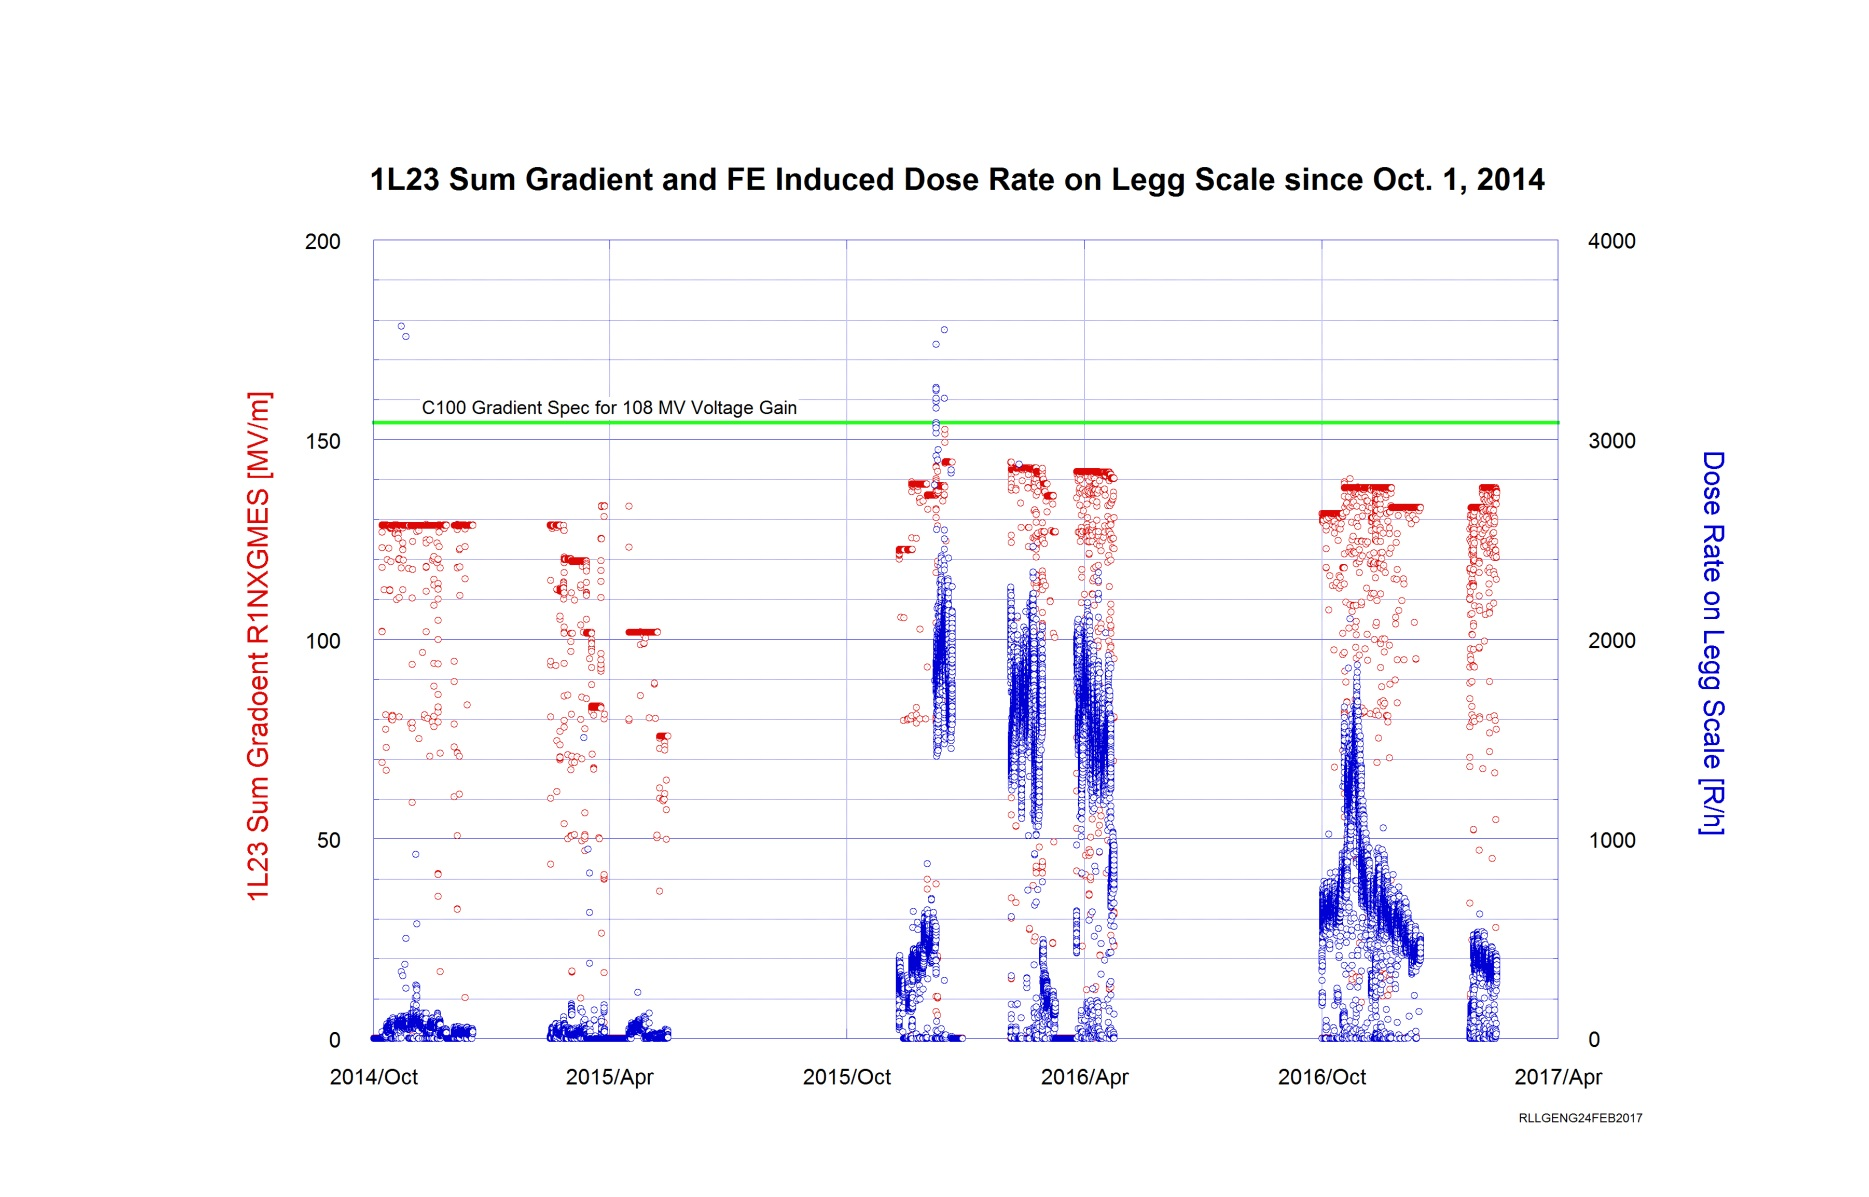 1L23 Sum Gradient and FE Induced Dose Rate on Legg Scale since Oct. 1, 2014
200
4000
C100 Gradient Spec for 108 MV Voltage Gain
150
3000
1L23 Sum Gradoent R1NXGMES [MV/m]
Dose Rate on Legg Scale [R/h]
100
2000
50
1000
0
0
2014/Oct
2015/Apr
2015/Oct
2016/Apr
2016/Oct
2017/Apr
RLLGENG24FEB2017